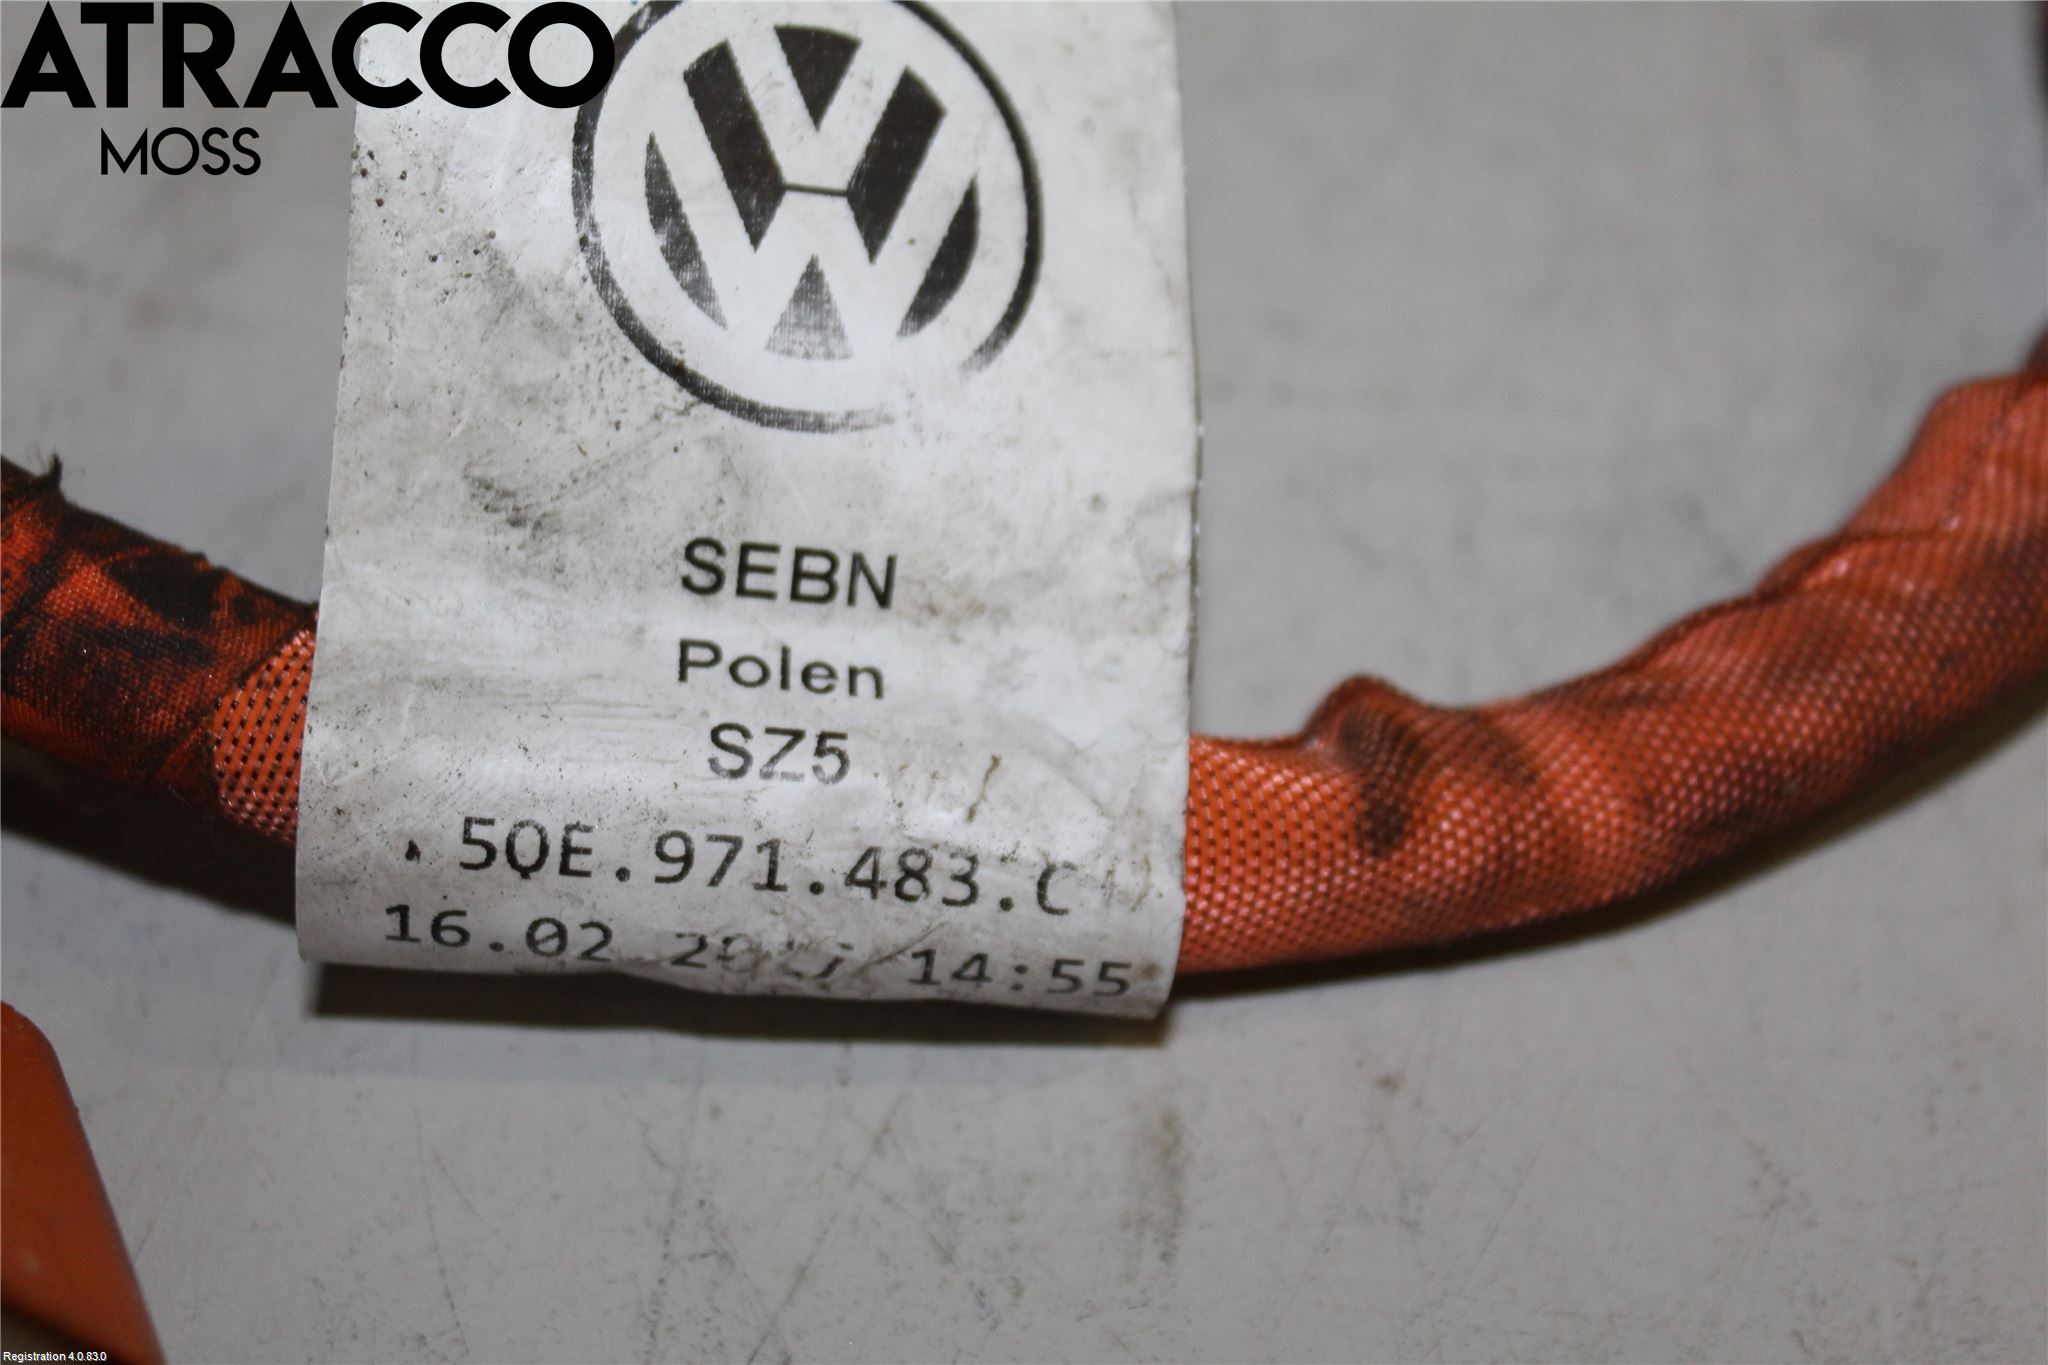 ATRACCO
MOSS
SEBN
Polen
SZ5
5QE.971.483.C
16.02 14:55
Registration 4.0.83.0